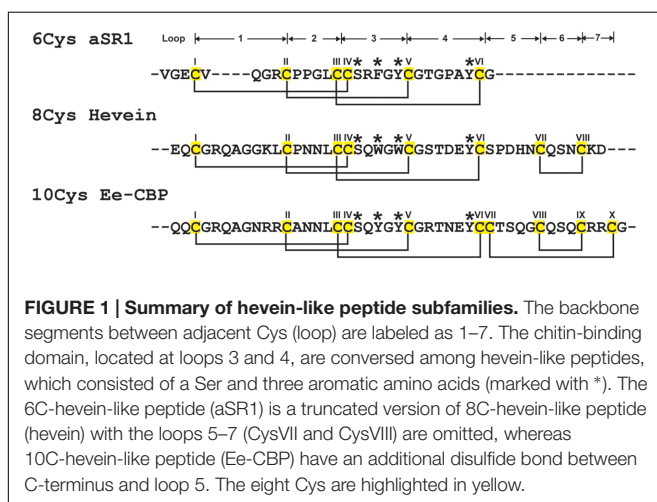 6Cys aSR1
Loop 1 2 3 4 5 6 7
I II III IV * * * V * VI
--VGECV----QGRCPPGLCCSRFGYCGTGPAYCG
8Cys Hevein
I II III IV * * * V * VI VII VIII
--EQCGRQAGGKLCPNNLCCSQWGWCGSTDEYCSPDHNCQSNCKD----
10Cys Ee-CBP
I II III IV * * * V * VI VII VIII IX X
--QQCGRQAGNRRCANNLCCSQYGYCGRTNEYCCTSQGCQSQCRRCG-
FIGURE 1 | Summary of hevein-like peptide subfamilies. The backbone
segments between adjacent Cys (loop) are labeled as 1–7. The chitin-binding
domain, located at loops 3 and 4, are conversed among hevein-like peptides,
which consisted of a Ser and three aromatic amino acids (marked with *). The
6C-hevein-like peptide (aSR1) is a truncated version of 8C-hevein-like peptide
(hevein) with the loops 5–7 (CysVII and CysVIII) are omitted, whereas
10C-hevein-like peptide (Ee-CBP) have an additional disulfide bond between
C-terminus and loop 5. The eight Cys are highlighted in yellow.